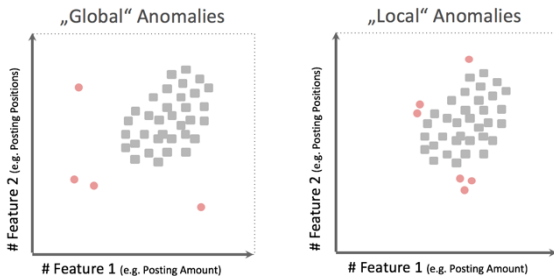 „Global“ Anomalies
# Feature 2 (e.g. Posting Positions)
# Feature 1 (e.g. Posting Amount)
„Local“ Anomalies
# Feature 2 (e.g. Posting Positions)
# Feature 1 (e.g. Posting Amount)